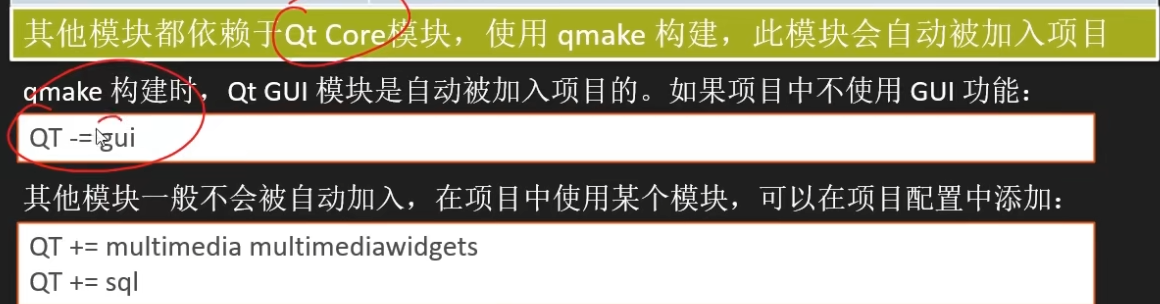 其他模块都依赖于Qt Core模块，使用 qmake 构建，此模块会自动被加入项目
qmake 构建时，Qt GUI 模块是自动被加入项目的。如果项目中不使用 GUI 功能：
QT -= gui
其他模块一般不会被自动加入，在项目中使用某个模块，可以在项目配置中添加：
QT += multimedia multimediawidgets
QT += sql